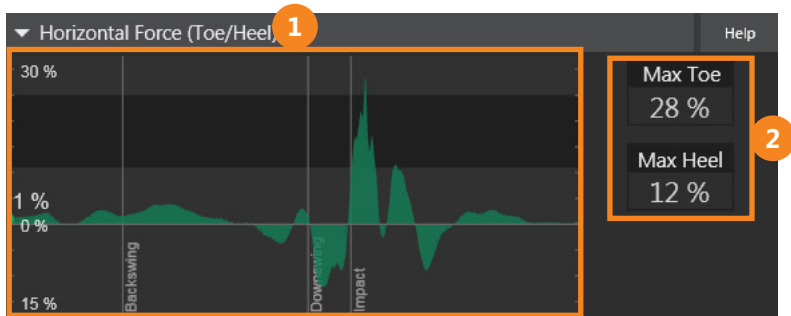 Horizontal Force (Toe/Heel)
1
Help
30 %
1 %
0 %
15 %
Backswing
Downswing
Impact
Max Toe
28 %
Max Heel
12 %
2